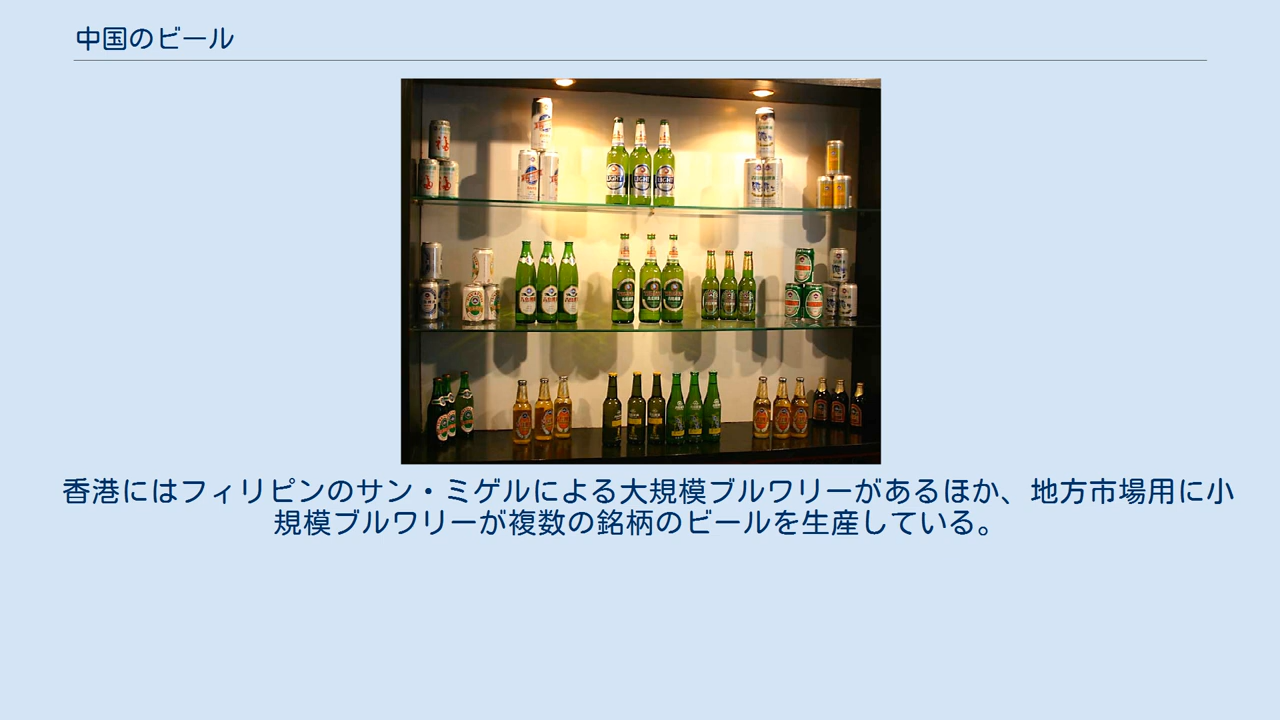 中国のビール
LIGHT LIGHT LIGHT
香港にはフィリピンのサン・ミゲルによる大規模ブルワリーがあるほか、地方市場用に小
規模ブルワリーが複数の銘柄のビールを生産している。